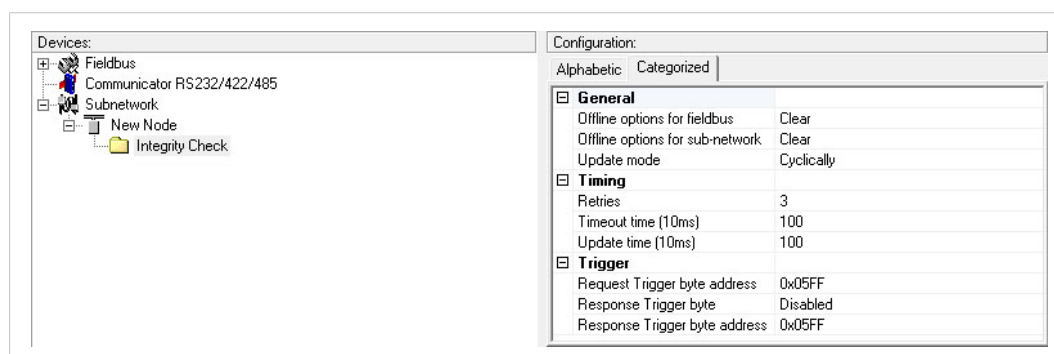 Devices:
Fieldbus
Communicator RS232/422/485
Subnetwork
New Node
Integrity Check
Configuration:
Alphabetic Categorized
General
Offline options for fieldbus Clear
Offline options for sub-network Clear
Update mode Cyclically
Timing
Retries 3
Timeout time (10ms) 100
Update time (10ms) 100
Trigger
Request Trigger byte address 0x05FF
Response Trigger byte Disabled
Response Trigger byte address 0x05FF